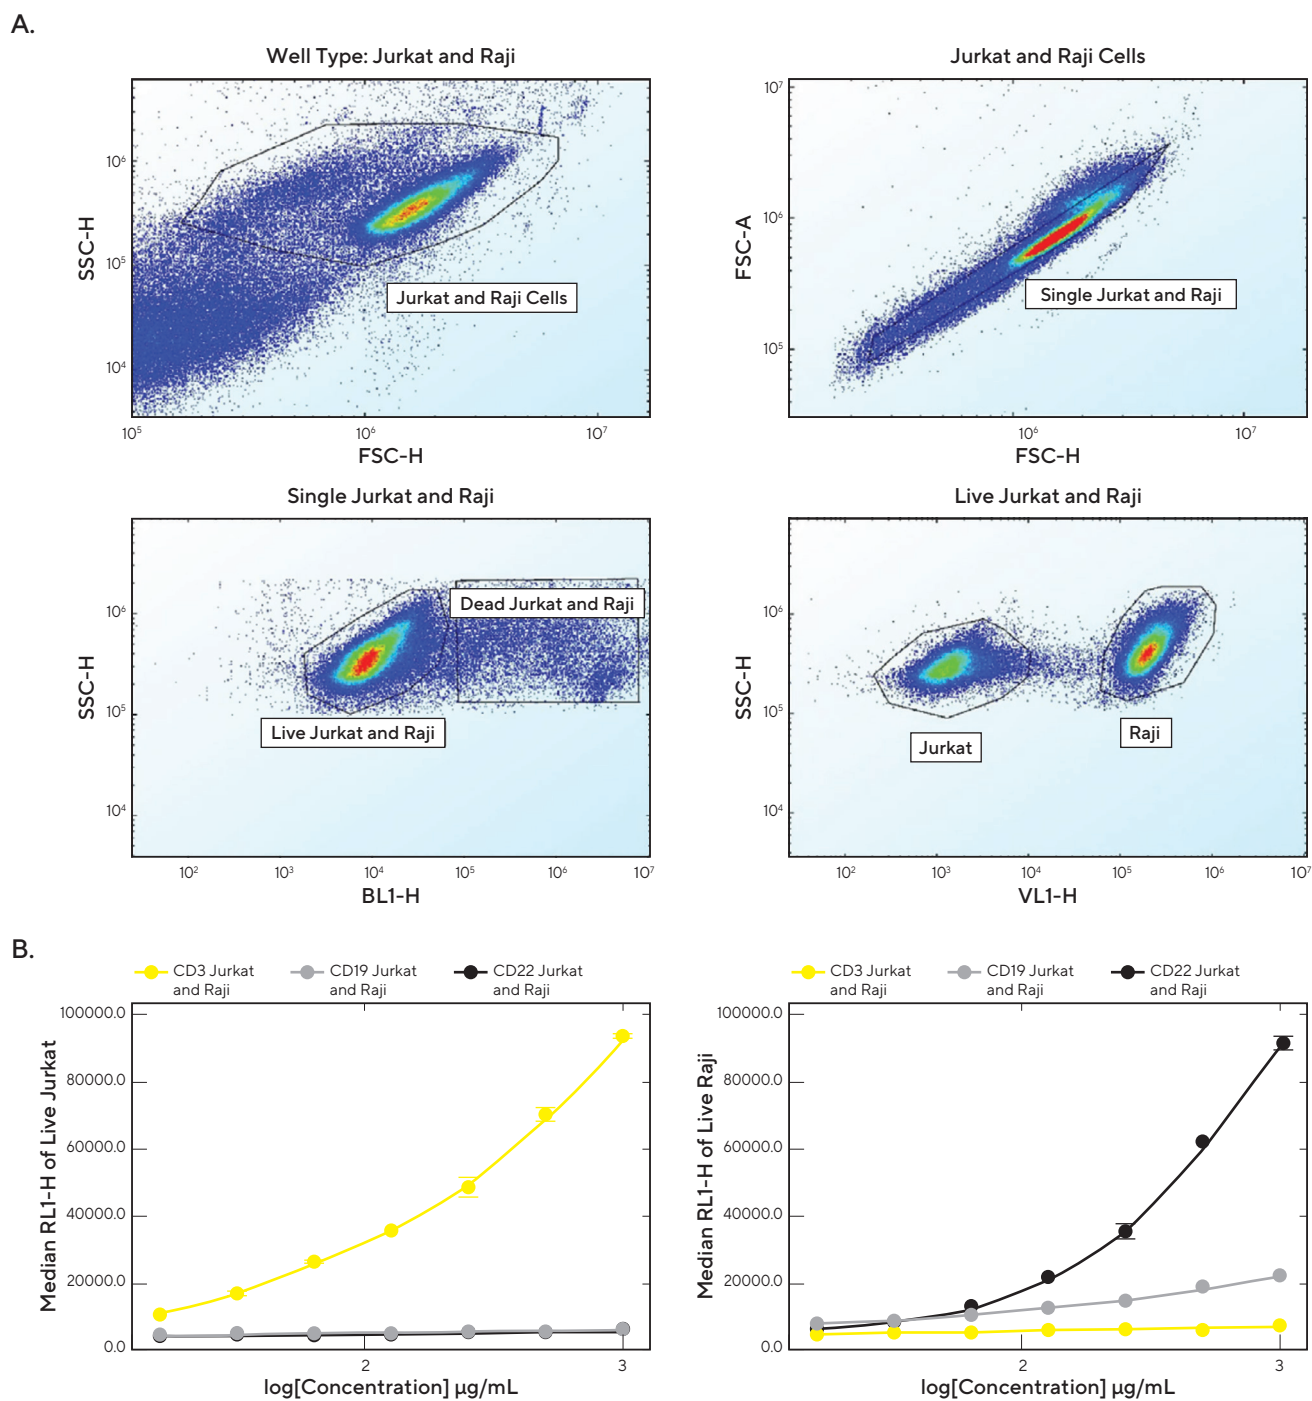 A.
Well Type: Jurkat and Raji
SSC-H
10⁶
10⁵
10⁴
Jurkat and Raji Cells
10⁵ 10⁶ 10⁷
FSC-H
Jurkat and Raji Cells
FSC-A
10⁷
10⁶
10⁵
Single Jurkat and Raji
10⁶ 10⁷
FSC-H
Single Jurkat and Raji
SSC-H
10⁶
10⁵
10⁴
Dead Jurkat and Raji
Live Jurkat and Raji
10² 10³ 10⁴ 10⁵ 10⁶ 10⁷
BL1-H
Live Jurkat and Raji
SSC-H
10⁶
10⁵
10⁴
Jurkat
Raji
10² 10³ 10⁴ 10⁵ 10⁶ 10⁷
VL1-H
B.
CD3 Jurkat
and Raji
CD19 Jurkat
and Raji
CD22 Jurkat
and Raji
Median RL1-H of Live Jurkat
100000.0
80000.0
60000.0
40000.0
20000.0
0.0
2 3
log[Concentration] µg/mL
CD3 Jurkat
and Raji
CD19 Jurkat
and Raji
CD22 Jurkat
and Raji
Median RL1-H of Live Raji
100000.0
80000.0
60000.0
40000.0
20000.0
0.0
2 3
log[Concentration] µg/mL